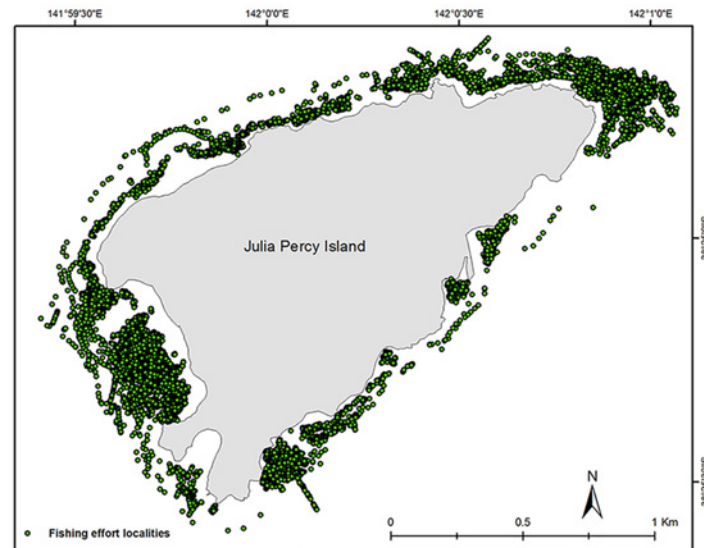 141°59'30"E 142°0'0"E 142°0'30"E 142°1'0"E
Julia Percy Island
N
Fishing effort localities
0 0.5 1 Km